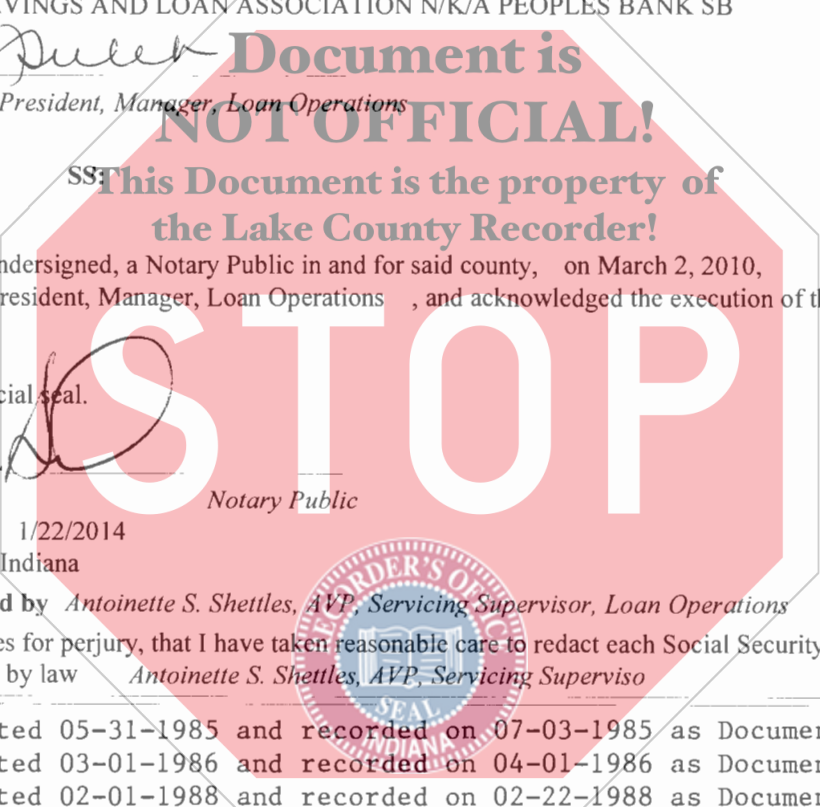 VINGS AND LOAN ASSOCIATION N/K/A PEOPLES BANK SB
Document is
President, Manager, Loan Operations
NOT OFFICIAL!
SS:
This Document is the property of
the Lake County Recorder!
ndersigned, a Notary Public in and for said county, on March 2, 2010,
resident, Manager, Loan Operations , and acknowledged the execution of th
STOP
cial seal.
Notary Public
1/22/2014
Indiana
d by Antoinette S. Shettles, AVP, Servicing Supervisor, Loan Operations
es for perjury, that I have taken reasonable care to redact each Social Security
by law Antoinette S. Shettles, AVP, Servicing Superviso
RECORDER'S OFFICE
SEAL
INDIANA
ted 05-31-1985 and recorded on 07-03-1985 as Documen
ted 03-01-1986 and recorded on 04-01-1986 as Documen
ted 02-01-1988 and recorded on 02-22-1988 as Documen